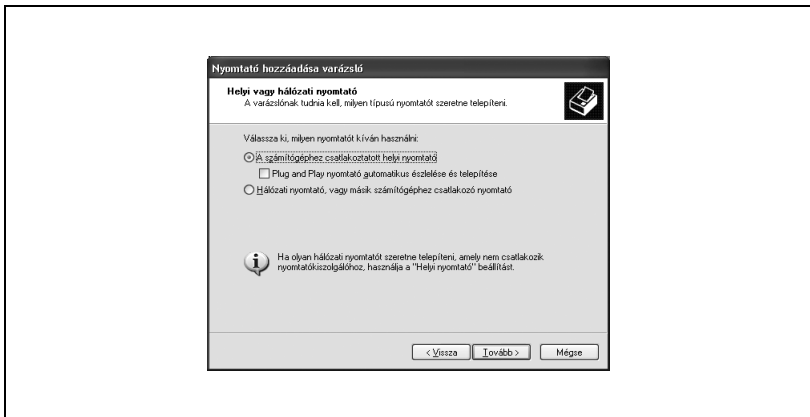 Nyomtató hozzáadása varázsló
Helyi vagy hálózati nyomtató
A varázslónak tudnia kell, milyen típusú nyomtatót szeretne telepíteni.
Válassza ki, milyen nyomtatót kíván használni:
A számítógéphez csatlakoztatott helyi nyomtató
Plug and Play nyomtató automatikus észlelése és telepítése
Hálózati nyomtató, vagy másik számítógéphez csatlakozó nyomtató
Ha olyan hálózati nyomtatót szeretne telepíteni, amely nem csatlakozik
nyomtatókiszolgálóhoz, használja a "Helyi nyomtató" beállítást.
< Vissza Tovább > Mégse